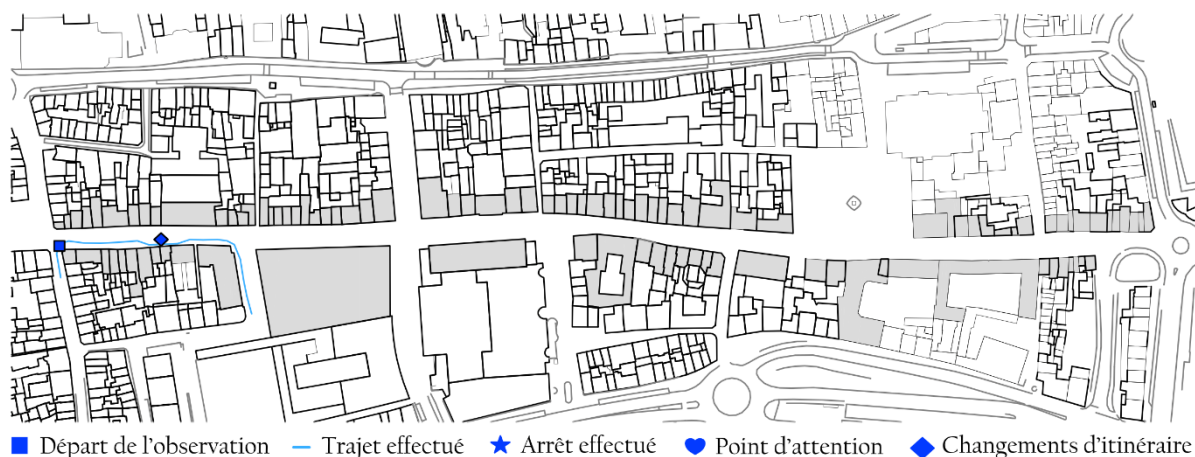 Départ de l'observation Trajet effectué Arrêt effectué Point d'attention Changements d'itinéraire